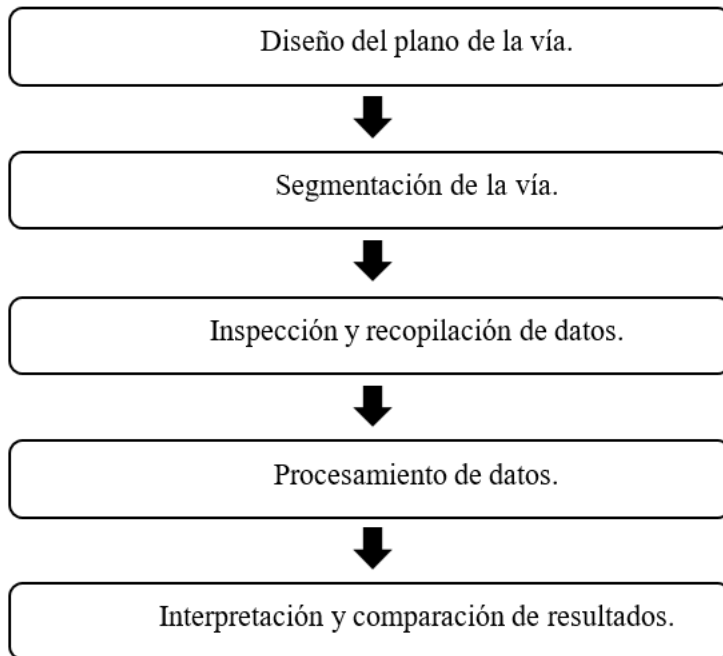 Diseño del plano de la vía.
Segmentación de la vía.
Inspección y recopilación de datos.
Procesamiento de datos.
Interpretación y comparación de resultados.